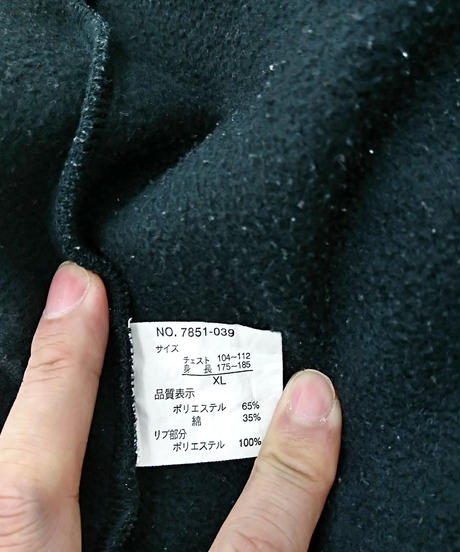 NO. 7851-039
サイズ
チェスト 104~112
身長 175~185
XL
品質表示
ポリエステル 65%
綿 35%
リブ部分
ポリエステル 100%